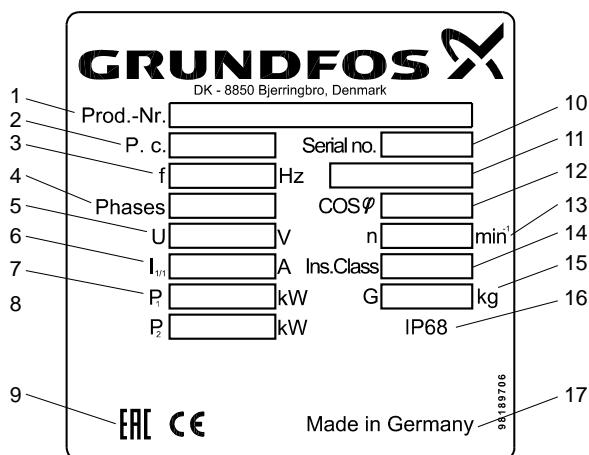 GRUNDFOS
DK - 8850 Bjerringbro, Denmark
1 Prod.-Nr.
2 P. c. Serial no. 10
3 f Hz 11
4 Phases COSφ 12
5 U V n min⁻¹ 13
6 I1/1 A Ins.Class 14
7 P1 kW G kg 15
8 P2 kW IP68 16
9 EAC CE Made in Germany 17
98189706